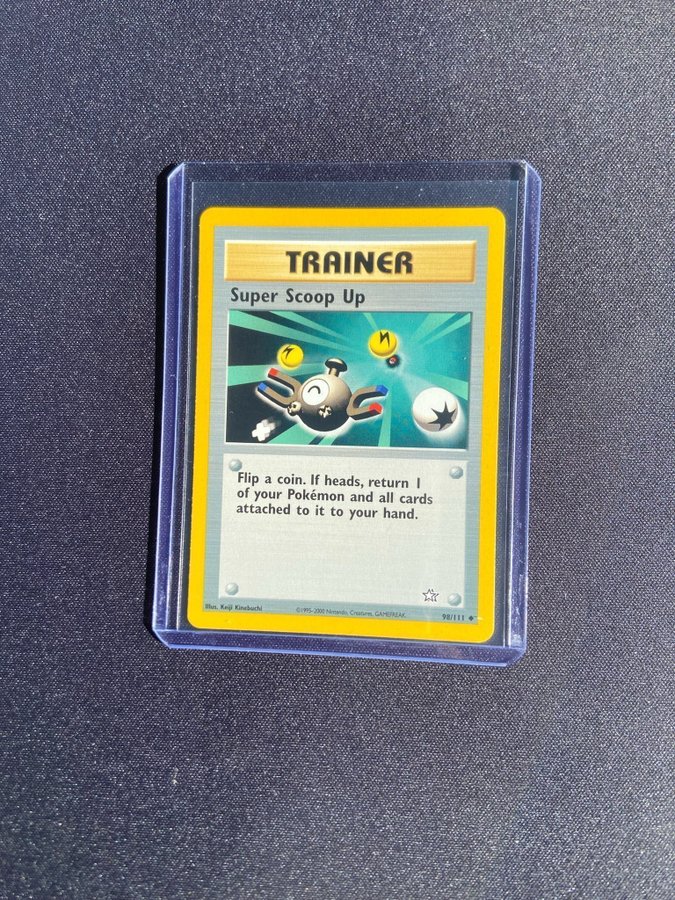 TRAINER
Super Scoop Up
Flip a coin. If heads, return 1
of your Pokémon and all cards
attached to it to your hand.
Illus. Keiji Kinebuchi
©1995-2000 Nintendo, Creatures, GAMEFREAK.
98/111